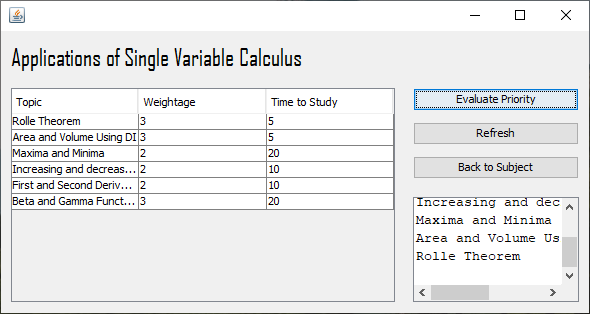 Applications of Single Variable Calculus
Topic Weightage Time to Study
Rolle Theorem 3 5
Area and Volume Using DI 3 5
Maxima and Minima 2 20
Increasing and decreas... 2 10
First and Second Deriv... 2 10
Beta and Gamma Funct... 3 20
Evaluate Priority
Refresh
Back to Subject
Increasing and dec
Maxima and Minima
Area and Volume Us
Rolle Theorem